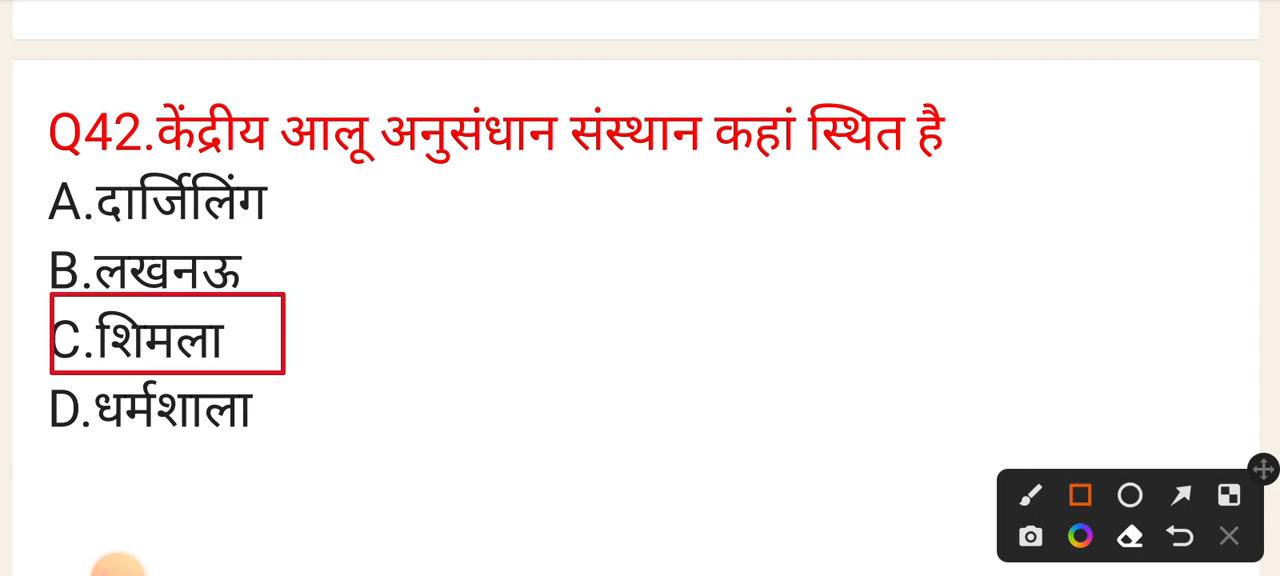 Q42.केंद्रीय आलू अनुसंधान संस्थान कहां स्थित है
A.दार्जिलिंग
B.लखनऊ
C.शिमला
D.धर्मशाला